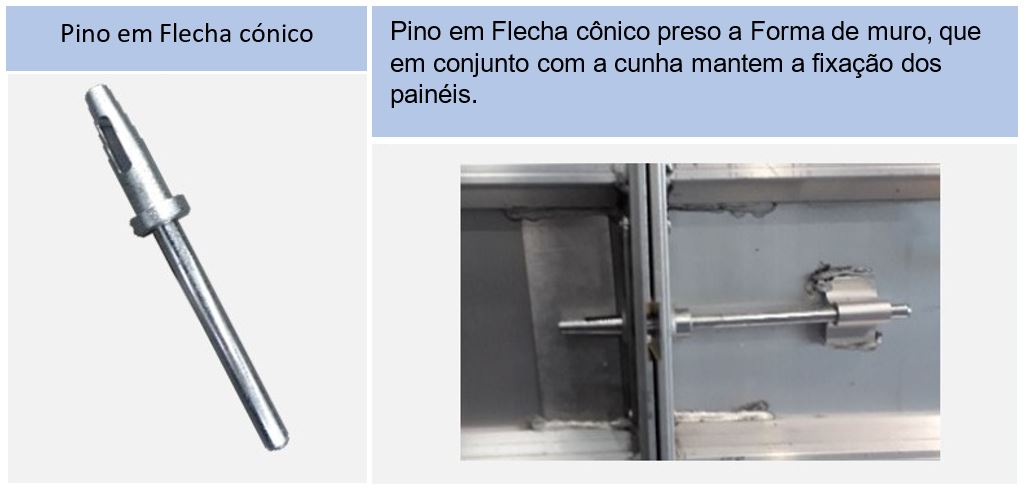 Pino em Flecha cónico
Pino em Flecha cônico preso a Forma de muro, que
em conjunto com a cunha mantem a fixação dos
painéis.